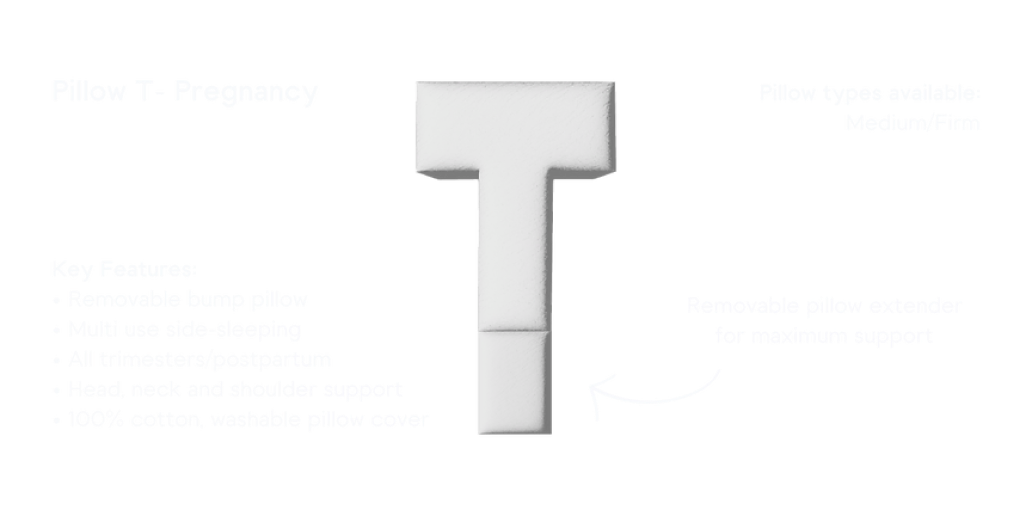 Pillow T- Pregnancy
Pillow types available:
Medium/Firm
Key Features:
• Removable bump pillow
• Multi use side-sleeping
• All trimesters/postpartum
• Head, neck and shoulder support
• 100% cotton, washable pillow cover
Removable pillow extender
for maximum support